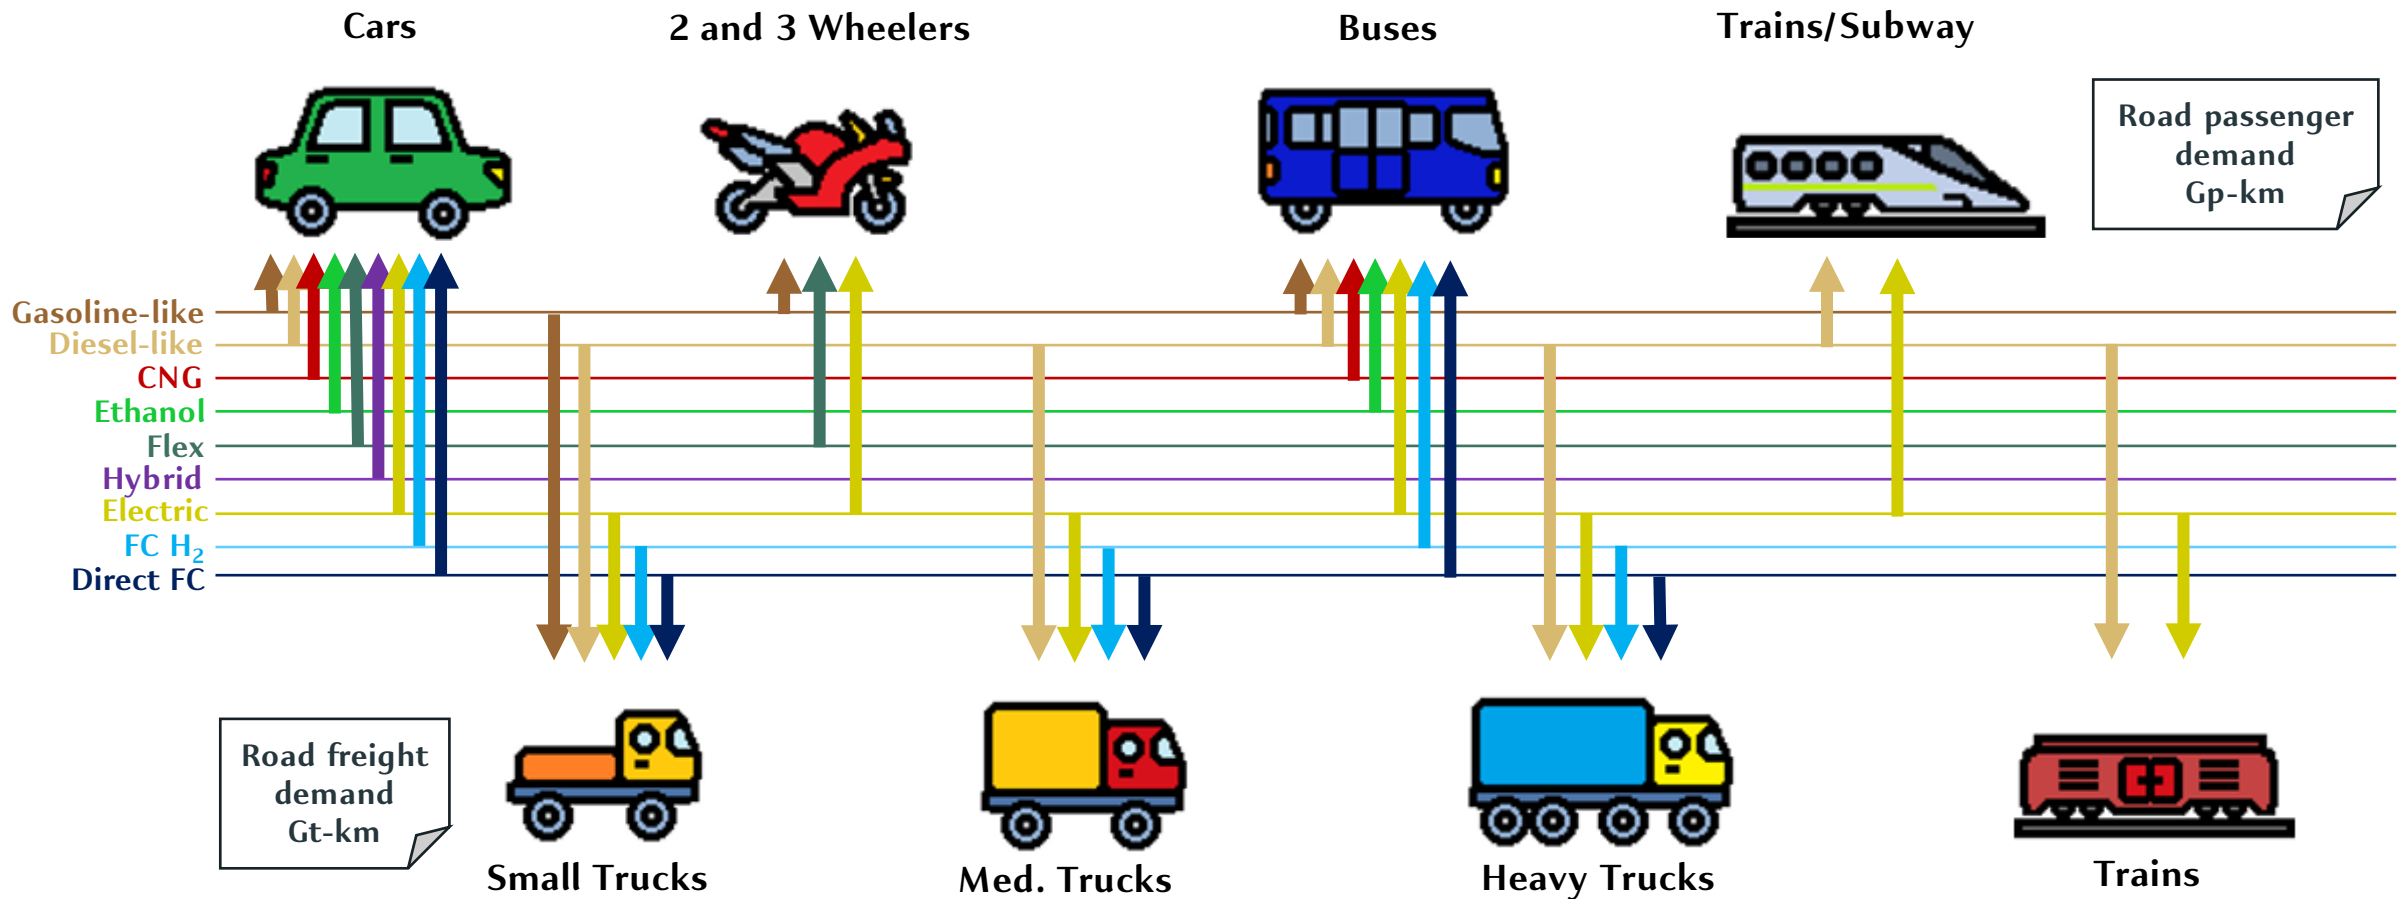 Cars
2 and 3 Wheelers
Buses
Trains/Subway
Road passenger
demand
Gp-km
Gasoline-like
Diesel-like
CNG
Ethanol
Flex
Hybrid
Electric
FC H₂
Direct FC
Road freight
demand
Gt-km
Small Trucks
Med. Trucks
Heavy Trucks
Trains